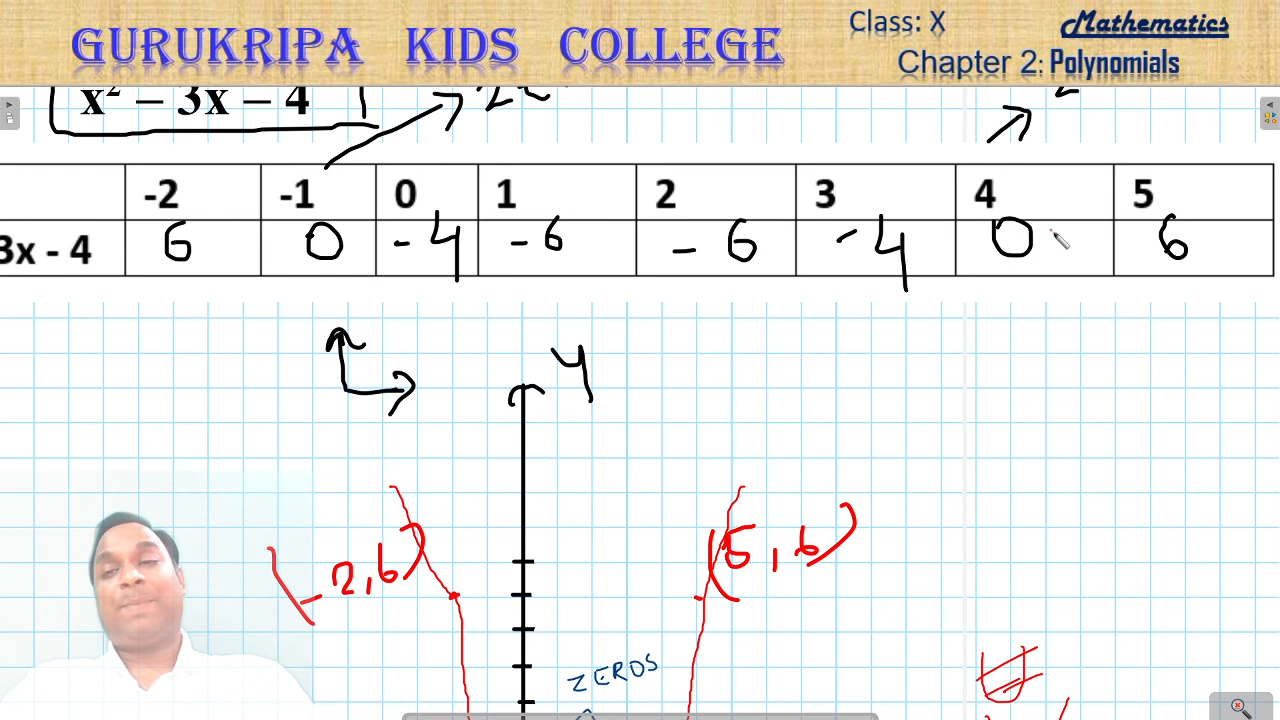 GURUKRIPA KIDS COLLEGE
Class: X
Mathematics
Chapter 2: Polynomials
x² – 3x – 4
-2 -1 0 1 2 3 4 5
3x - 4 6 0 -4 -6 -6 -4 0 6
Y
(-2,6)
(5,6)
ZEROS